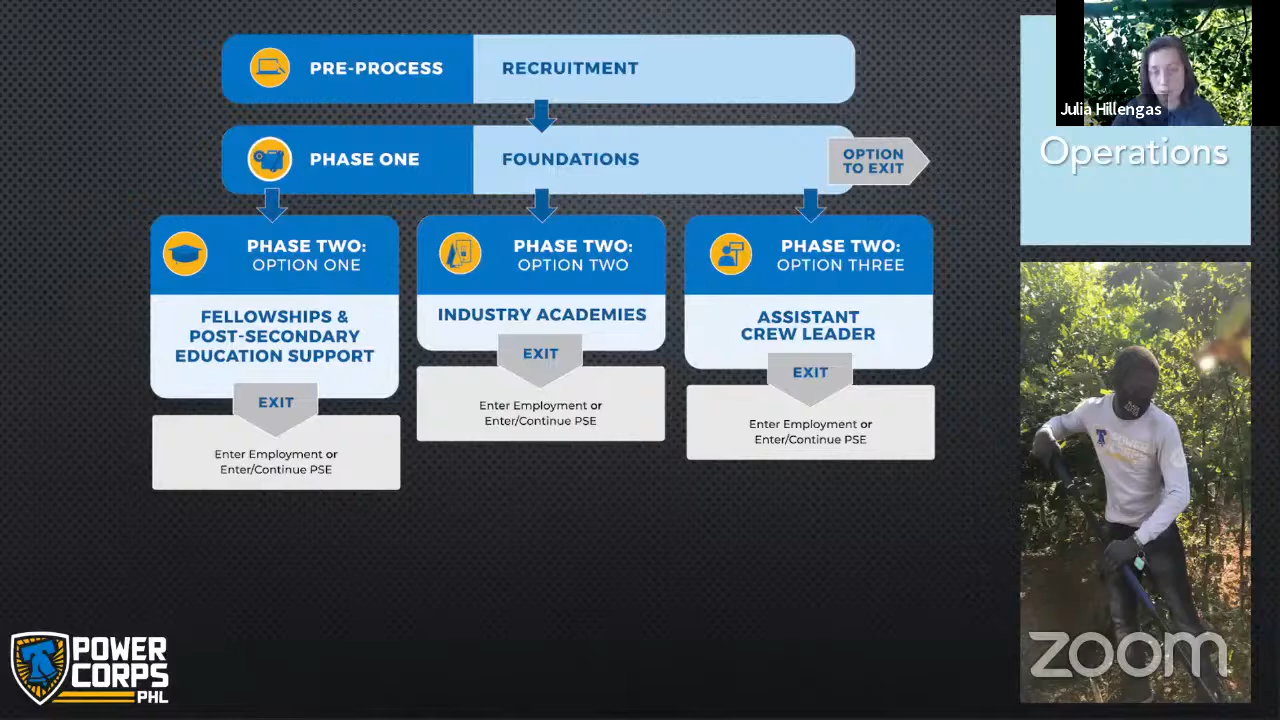 PRE-PROCESS
RECRUITMENT
PHASE ONE
FOUNDATIONS
OPTION
TO EXIT
PHASE TWO:
OPTION ONE
FELLOWSHIPS &
POST-SECONDARY
EDUCATION SUPPORT
EXIT
Enter Employment or
Enter/Continue PSE
PHASE TWO:
OPTION TWO
INDUSTRY ACADEMIES
EXIT
Enter Employment or
Enter/Continue PSE
PHASE TWO:
OPTION THREE
ASSISTANT
CREW LEADER
EXIT
Enter Employment or
Enter/Continue PSE
Julia Hillengas
Operations
POWER
CORPS
PHL
zoom